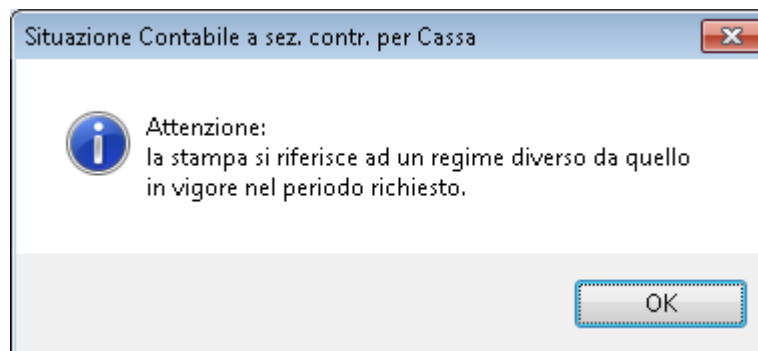 Situazione Contabile a sez. contr. per Cassa
Attenzione:
la stampa si riferisce ad un regime diverso da quello
in vigore nel periodo richiesto.
OK